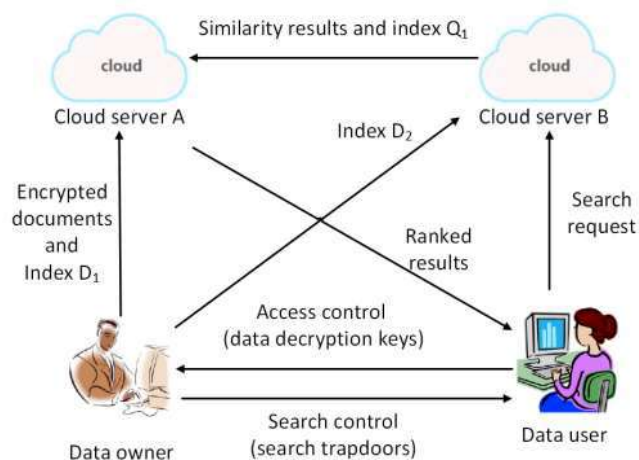 Similarity results and index Q₁
cloud
cloud
Cloud server A
Cloud server B
Index D₂
Encrypted
documents
and
Index D₁
Search
request
Ranked
results
Access control
(data decryption keys)
Search control
(search trapdoors)
Data owner
Data user